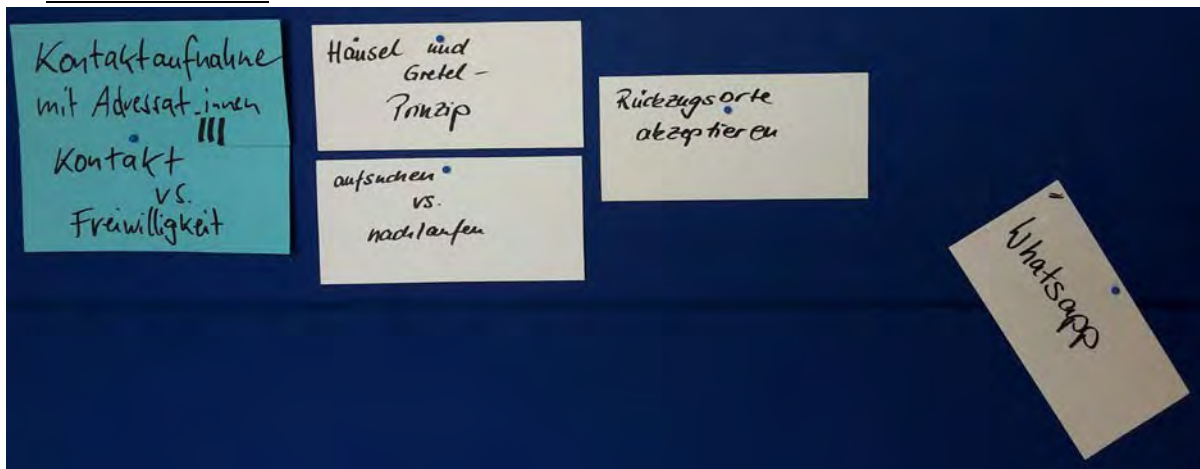 Kontaktaufnahme
mit Adressat_innen
III
Kontakt
vs.
Freiwilligkeit
Hänsel und
Gretel-
Prinzip
aufsuchen
vs.
nachlaufen
Rückzugsorte
akzeptieren
Whatsapp